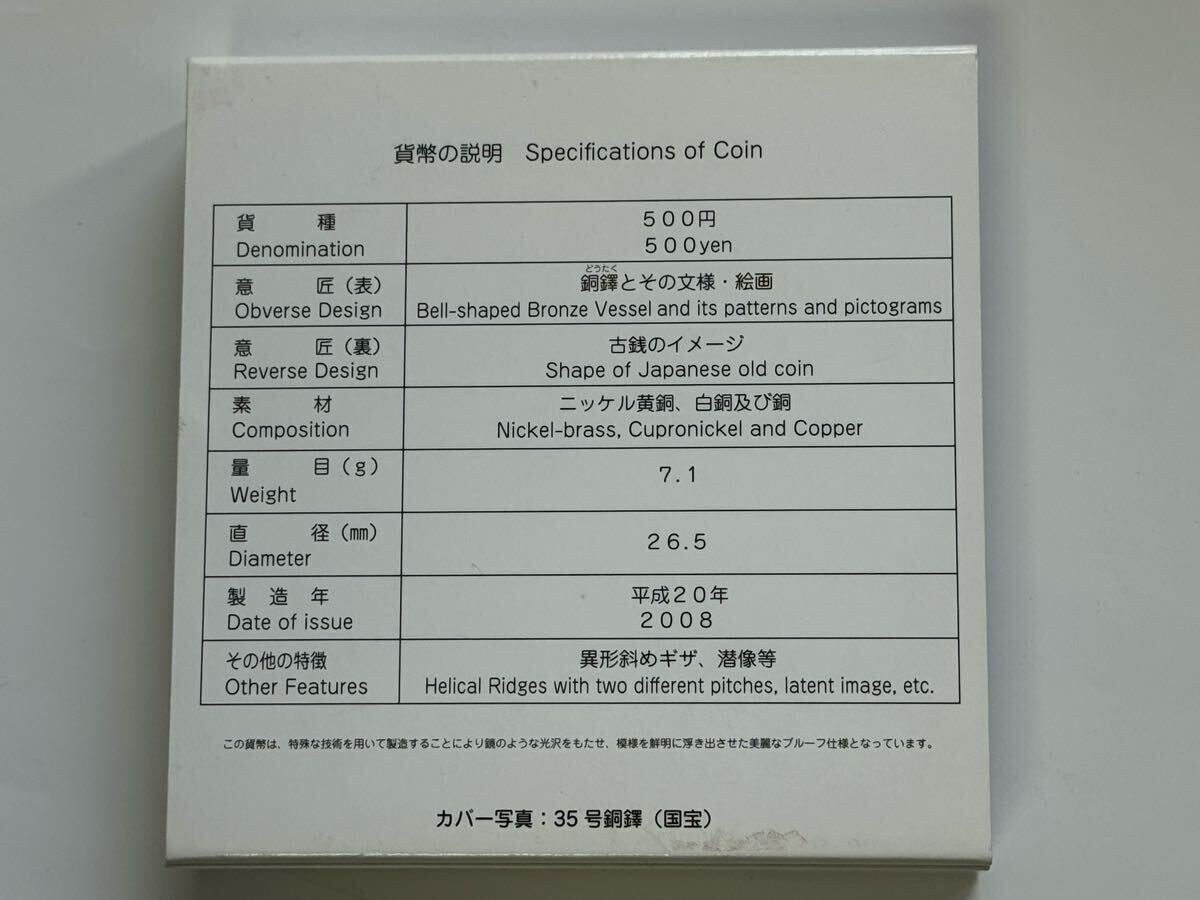 貨幣の説明 Specifications of Coin
貨 種 ５００円
Denomination ５００yen
どうたく
意 匠（表） 銅鐸とその文様・絵画
Obverse Design Bell-shaped Bronze Vessel and its patterns and pictograms
意 匠（裏） 古銭のイメージ
Reverse Design Shape of Japanese old coin
素 材 ニッケル黄銅、白銅及び銅
Composition Nickel-brass, Cupronickel and Copper
量 目（ｇ） ７.１
Weight
直 径（㎜） ２６.５
Diameter
製 造 年 平成２０年
Date of issue ２００８
その他の特徴 異形斜めギザ、潜像等
Other Features Helical Ridges with two different pitches, latent image, etc.
この貨幣は、特殊な技術を用いて製造することにより鏡のような光沢をもたせ、模様を鮮明に浮き出させた美麗なプルーフ仕様となっています。
カバー写真：35 号銅鐸（国宝）